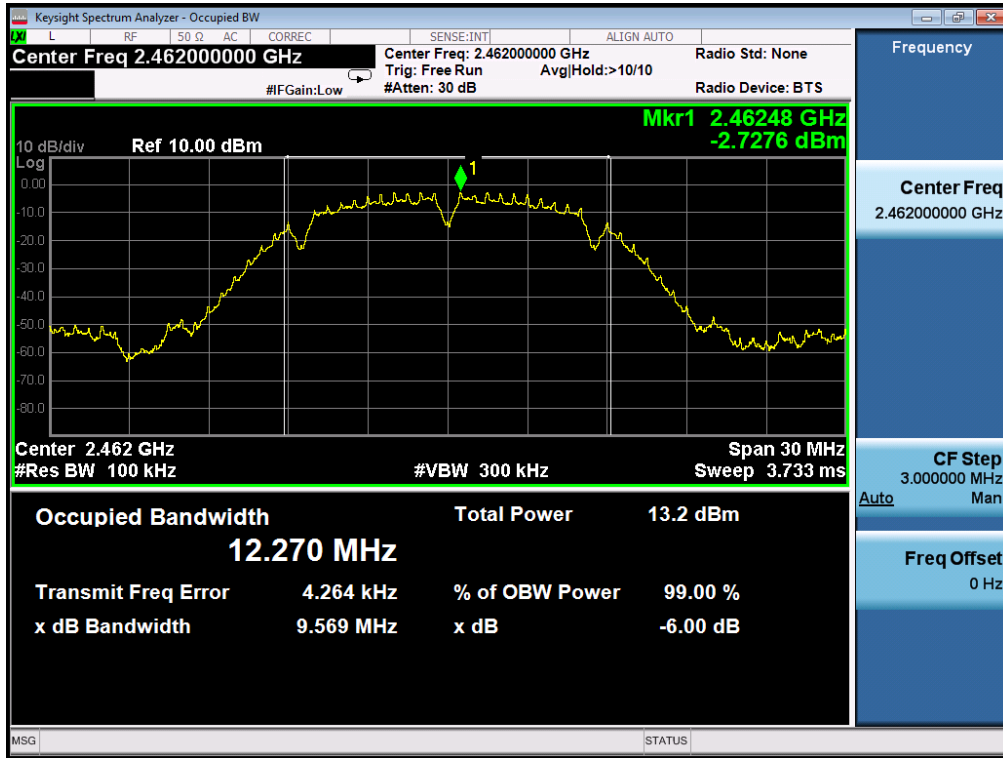 Keysight Spectrum Analyzer - Occupied BW
LXI L RF 50 Ω AC CORREC SENSE:INT ALIGN AUTO
Center Freq 2.462000000 GHz
Center Freq: 2.462000000 GHz Radio Std: None
Trig: Free Run Avg|Hold:>10/10
#IFGain:Low #Atten: 30 dB Radio Device: BTS
Mkr1 2.46248 GHz
-2.7276 dBm
10 dB/div Ref 10.00 dBm
Log
1
0.00
-10.0
-20.0
-30.0
-40.0
-50.0
-60.0
-70.0
-80.0
Center 2.462 GHz Span 30 MHz
#Res BW 100 kHz #VBW 300 kHz Sweep 3.733 ms
Occupied Bandwidth Total Power 13.2 dBm
12.270 MHz
Transmit Freq Error 4.264 kHz % of OBW Power 99.00 %
x dB Bandwidth 9.569 MHz x dB -6.00 dB
MSG STATUS
Frequency
Center Freq
2.462000000 GHz
CF Step
3.000000 MHz
Auto Man
Freq Offset
0 Hz